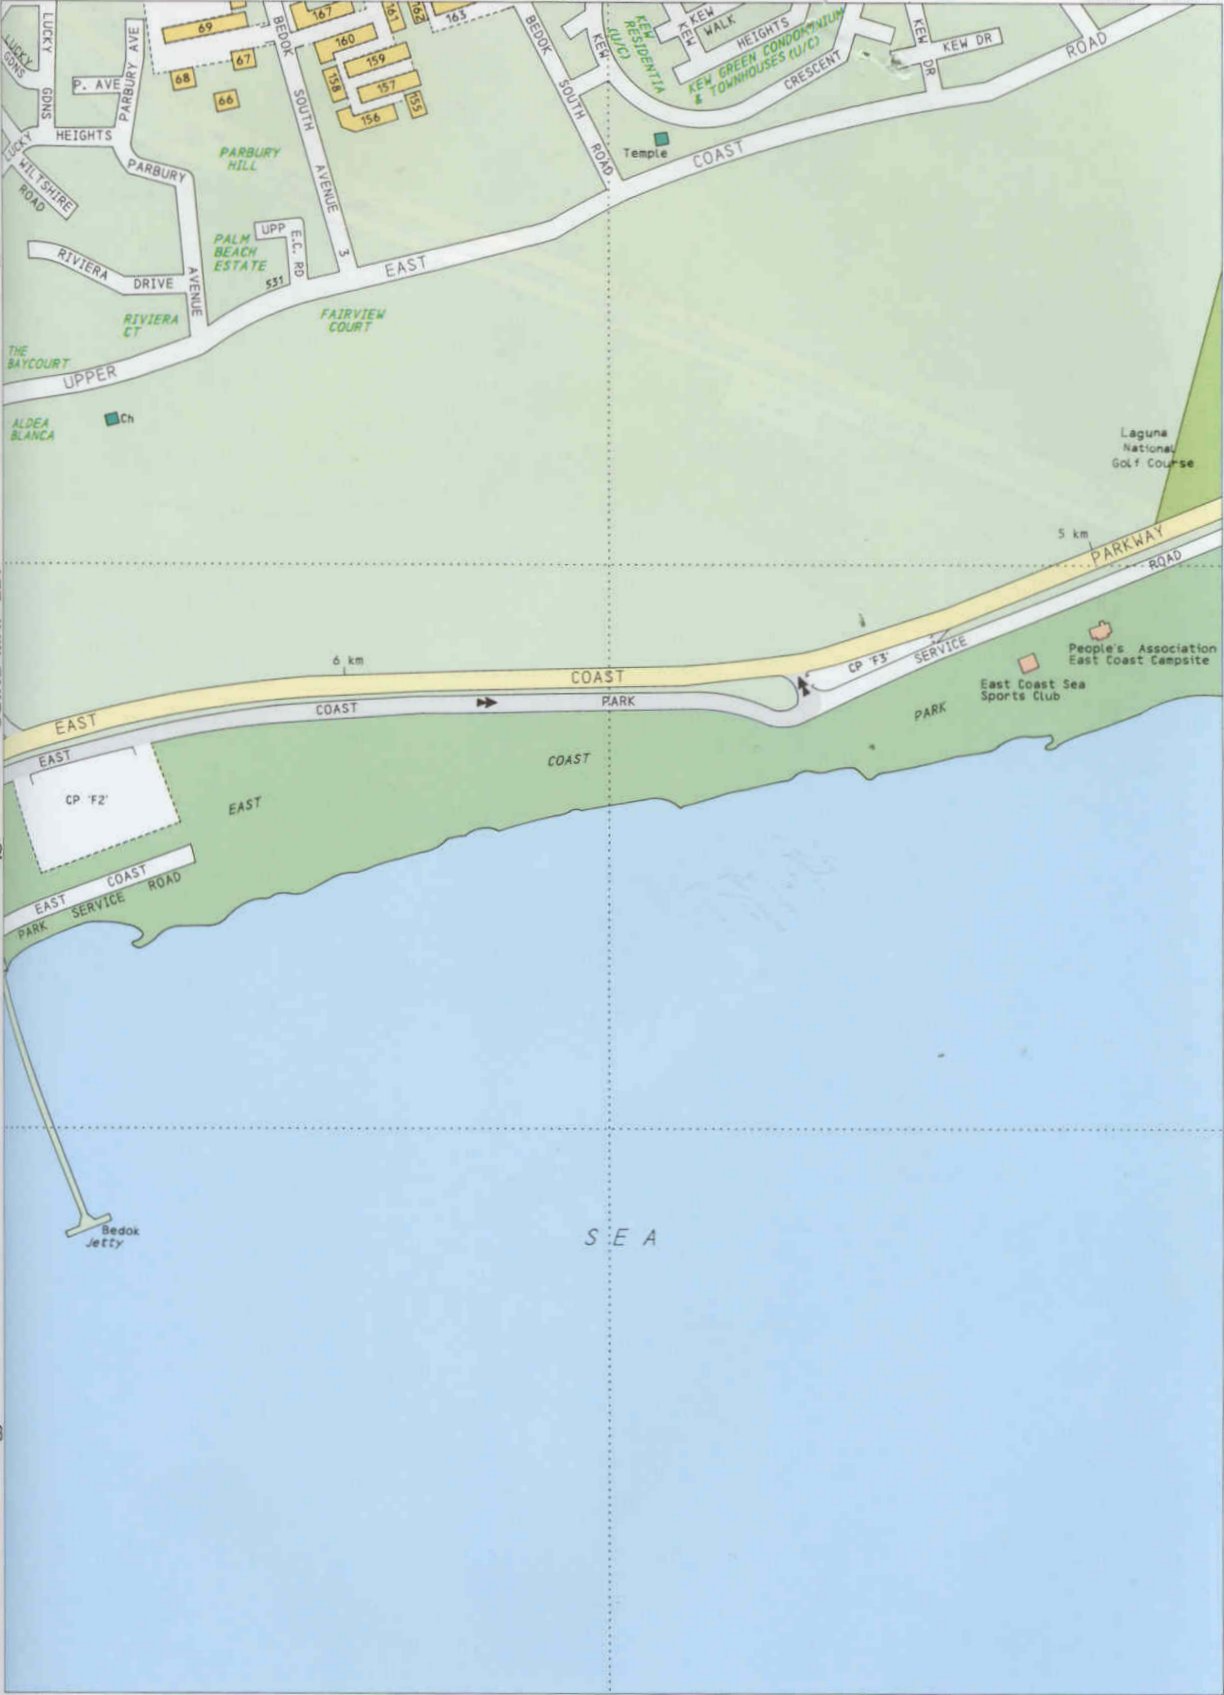 LUCKY
GDNS
LUCKY
GDNS
PARBURY AVE
P. AVE
HEIGHTS
LUCKY
WILTSHIRE
ROAD
PARBURY
AVENUE
RIVIERA
DRIVE
69
68
67
66
167
161
162
163
160
159
158
157
155
156
BEDOK
SOUTH
AVENUE
3
BEDOK
SOUTH
ROAD
KEW
KEW
RESIDENTIA
(U/C)
KEW
KEW
WALK
HEIGHTS
KEW GREEN CONDOMINIUM
& TOWNHOUSES (U/C)
CRESCENT
KEW
DR
KEW DR
ROAD
COAST
Temple
PARBURY
HILL
PALM
BEACH
ESTATE
UPP
E.C. RD
531
EAST
FAIRVIEW
COURT
RIVIERA
CT
THE
BAYCOURT
UPPER
ALDEA
BLANCA
Ch
Laguna
National
Golf Course
5 km
PARKWAY
ROAD
6 km
COAST
EAST
CP 'F3'
SERVICE
People's Association
East Coast Campsite
East Coast Sea
Sports Club
EAST
COAST
PARK
PARK
COAST
EAST
CP 'F2'
EAST COAST
PARK SERVICE ROAD
Bedok
Jetty
SEA